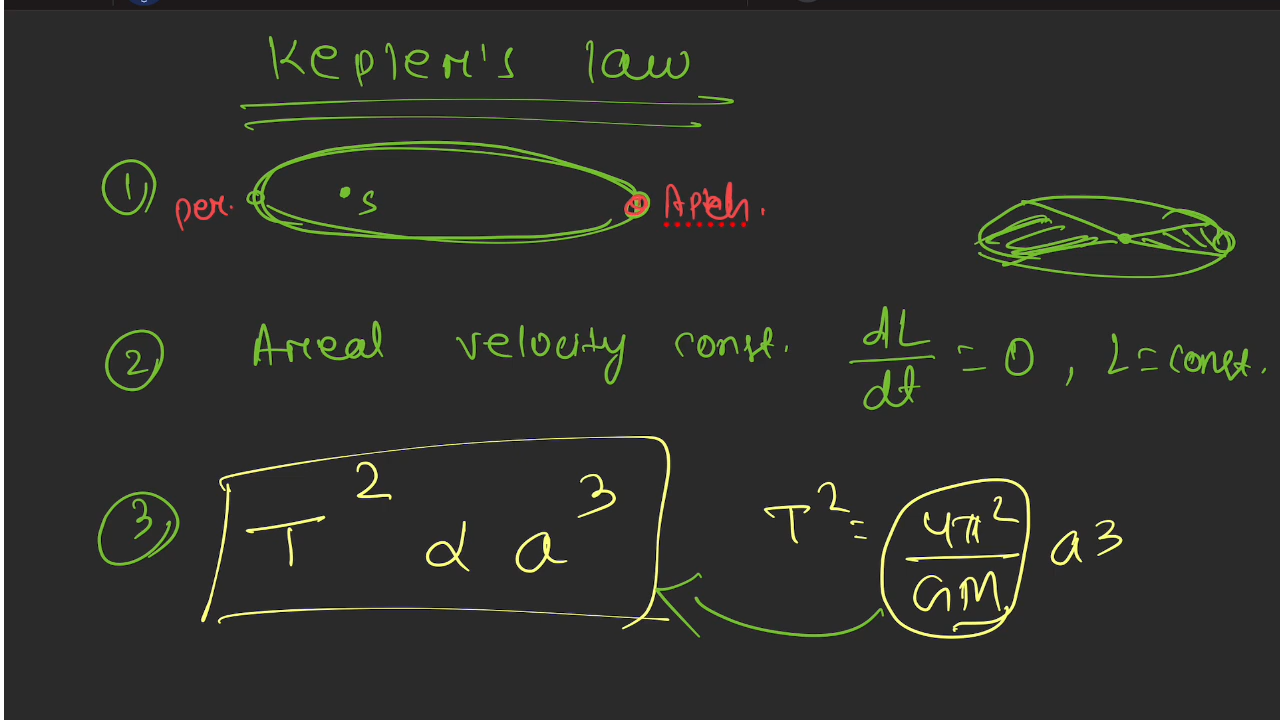 Kepler's law
①
per.
S
Apeh.
② Areal velocity const. dL/dt = 0, L = const.
③ T² α a³ T² = 4π²/GM a3